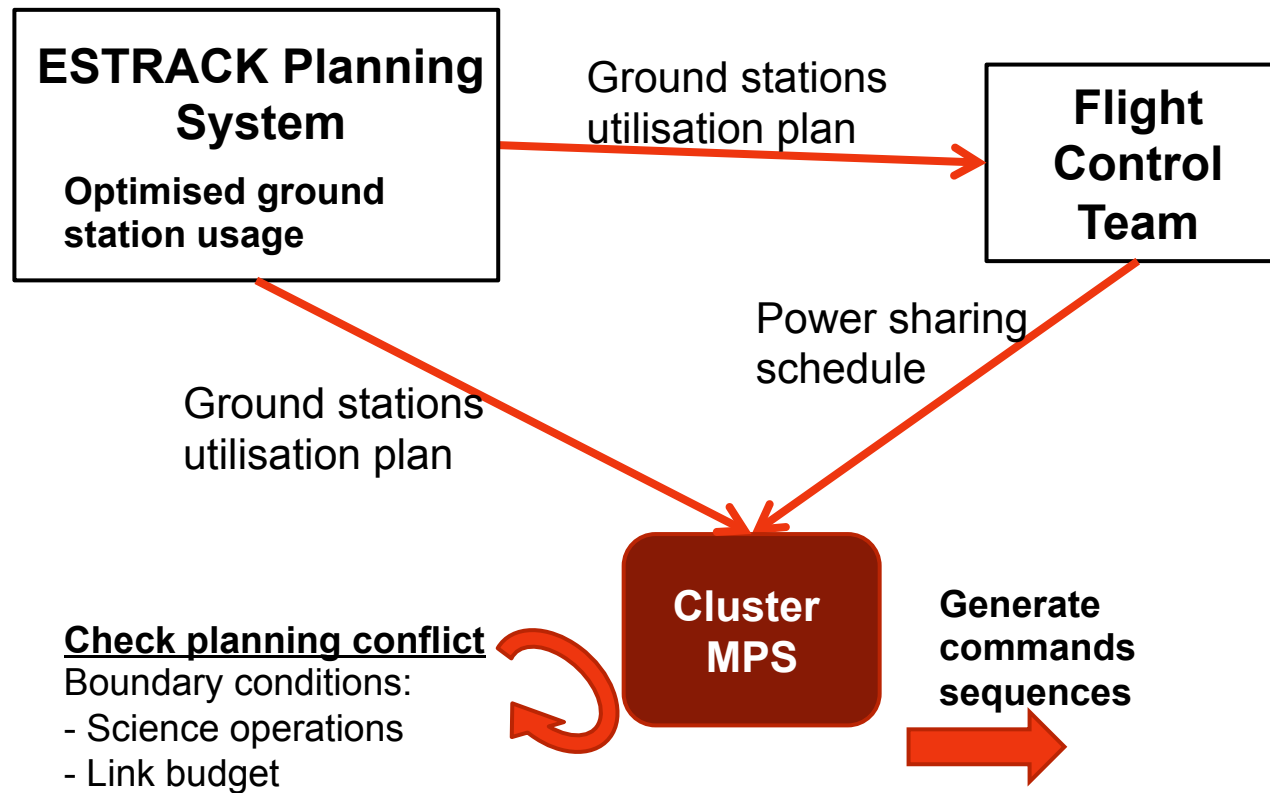 ESTRACK Planning
System
Optimised ground
station usage
Ground stations
utilisation plan
Flight
Control
Team
Power sharing
schedule
Ground stations
utilisation plan
Cluster
MPS
Generate
commands
sequences
Check planning conflict
Boundary conditions:
- Science operations
- Link budget